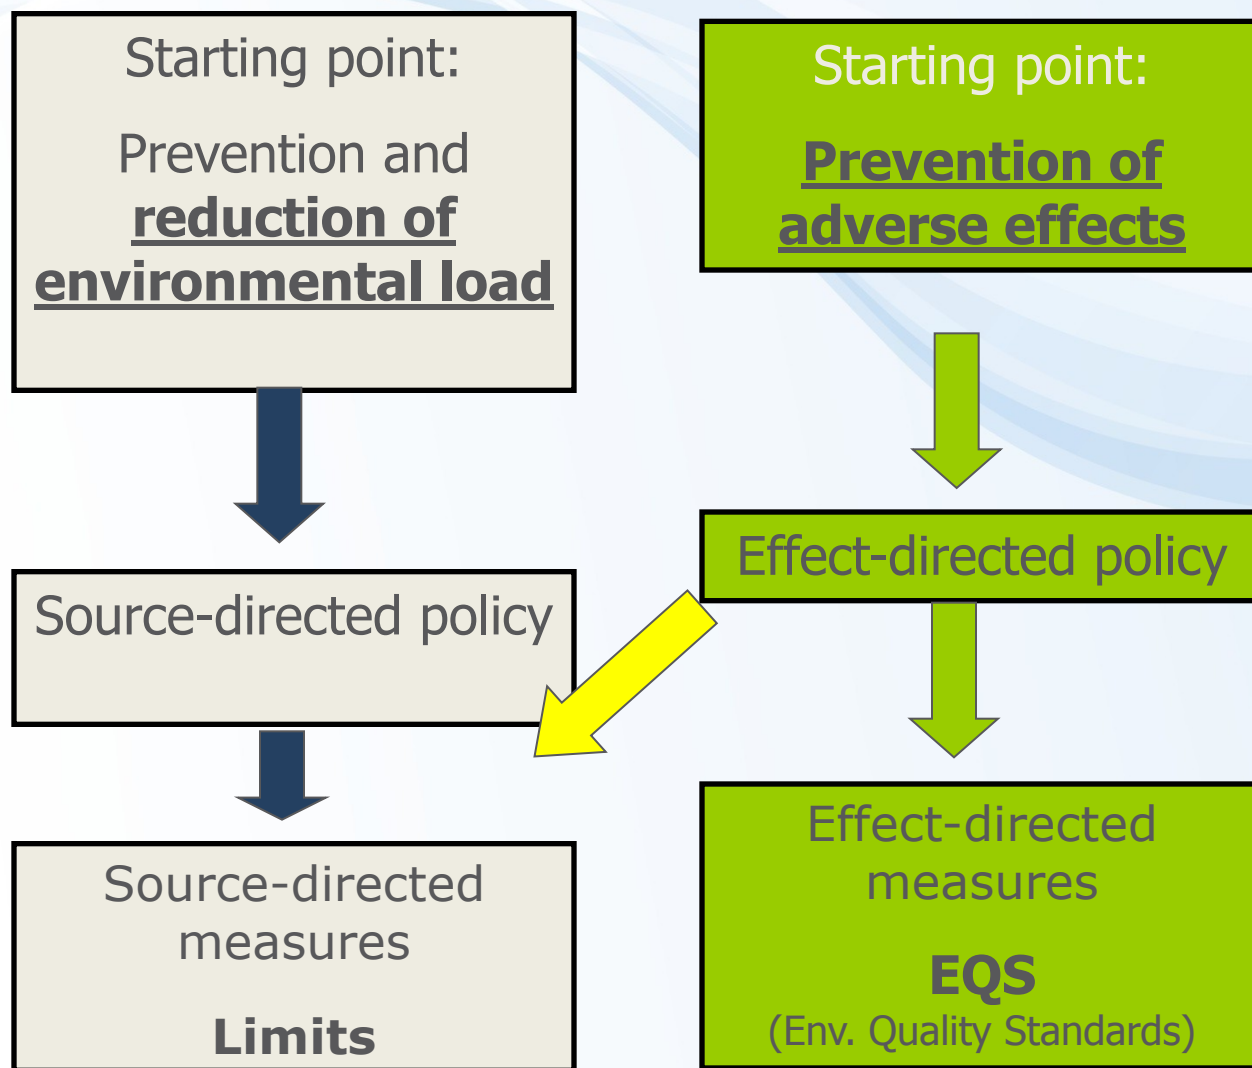 Starting point:
Prevention and
reduction of
environmental load
Source-directed policy
Source-directed
measures
Limits
Starting point:
Prevention of
adverse effects
Effect-directed policy
Effect-directed
measures
EQS
(Env. Quality Standards)